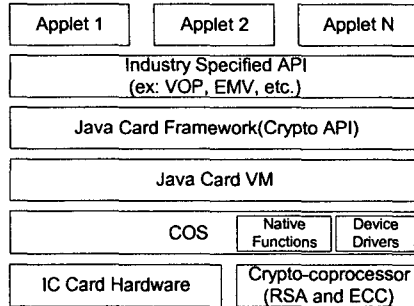 Applet 1
Applet 2
Applet N
Industry Specified API
(ex: VOP, EMV, etc.)
Java Card Framework(Crypto API)
Java Card VM
COS
Native
Functions
Device
Drivers
IC Card Hardware
Crypto-coprocessor
(RSA and ECC)